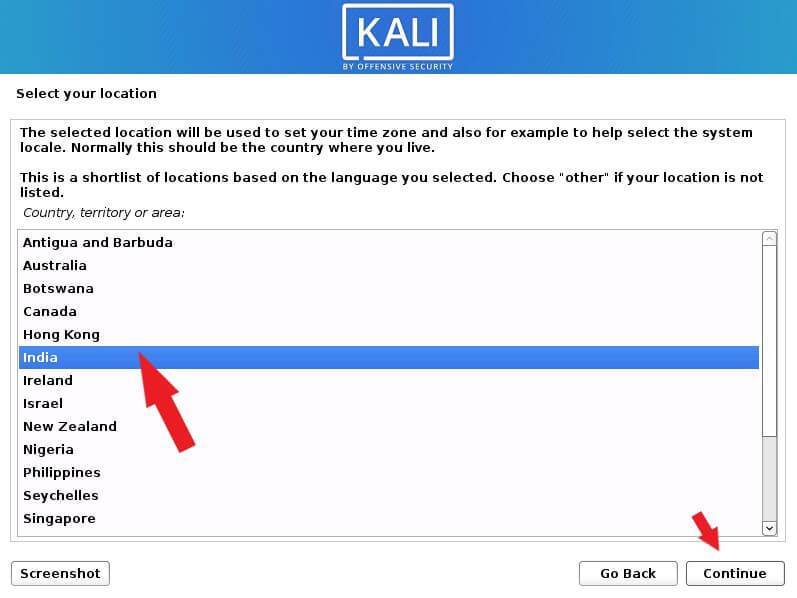 KALI
BY OFFENSIVE SECURITY
Select your location
The selected location will be used to set your time zone and also for example to help select the system
locale. Normally this should be the country where you live.
This is a shortlist of locations based on the language you selected. Choose "other" if your location is not
listed.
Country, territory or area:
Antigua and Barbuda
Australia
Botswana
Canada
Hong Kong
India
Ireland
Israel
New Zealand
Nigeria
Philippines
Seychelles
Singapore
Screenshot
Go Back
Continue